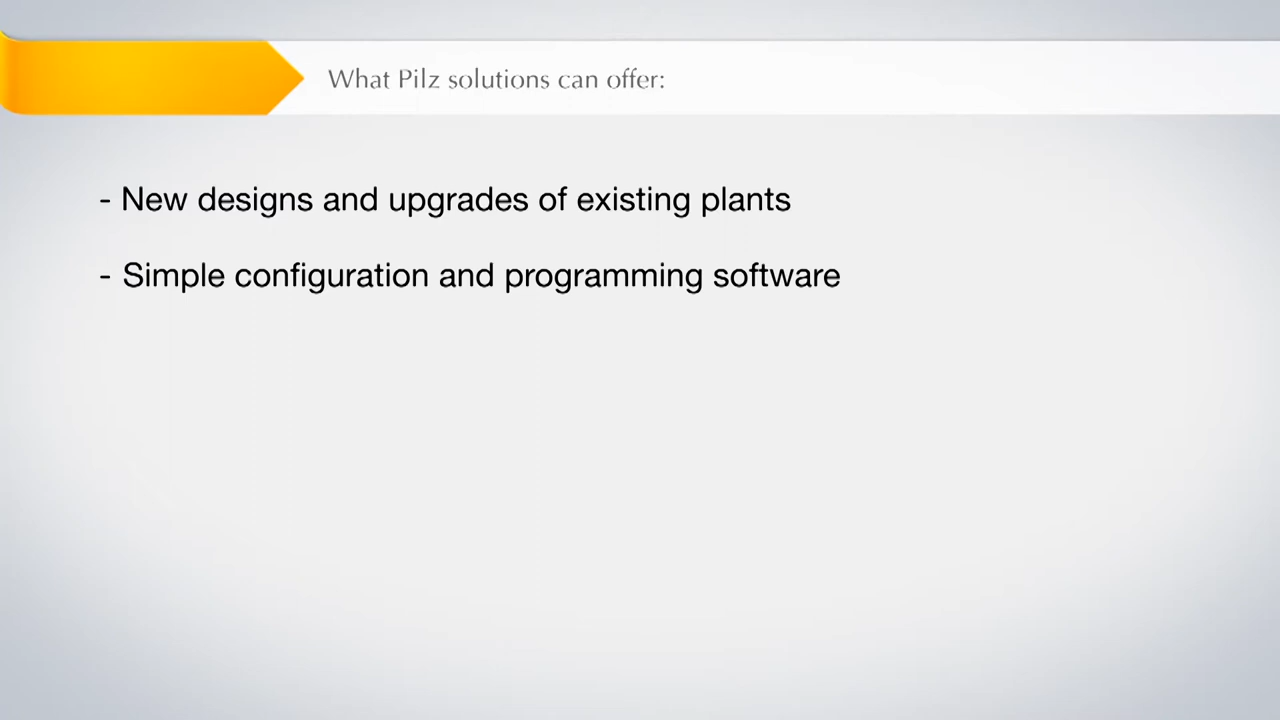 What Pilz solutions can offer:
- New designs and upgrades of existing plants
- Simple configuration and programming software